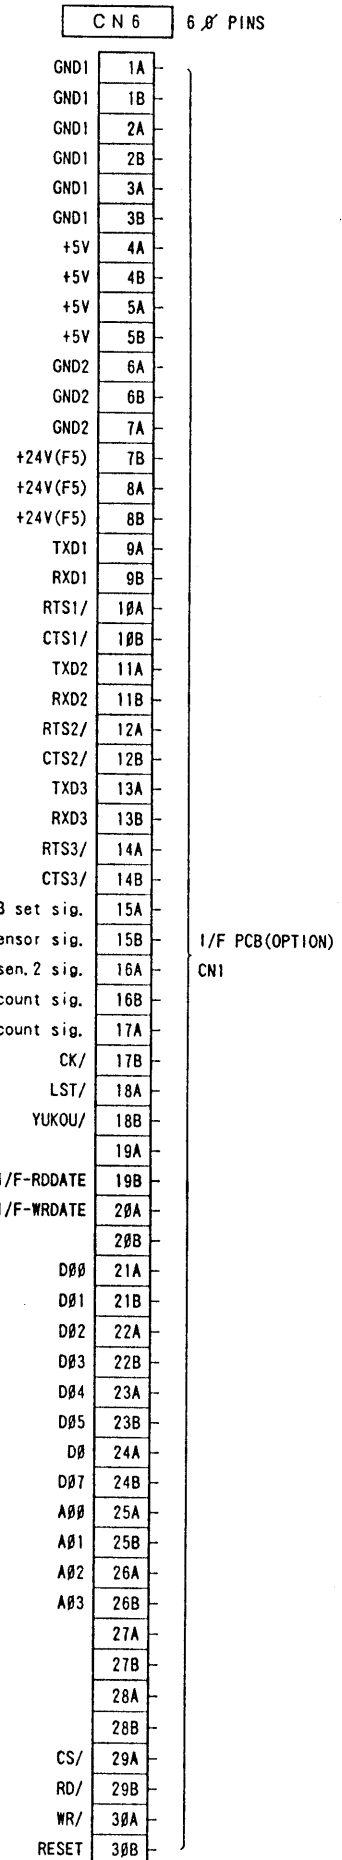 CN6 6Ø PINS
GND1 1A
GND1 1B
GND1 2A
GND1 2B
GND1 3A
GND1 3B
+5V 4A
+5V 4B
+5V 5A
+5V 5B
GND2 6A
GND2 6B
GND2 7A
+24V(F5) 7B
+24V(F5) 8A
+24V(F5) 8B
TXD1 9A
RXD1 9B
RTS1/ 1ØA
CTS1/ 1ØB
TXD2 11A
RXD2 11B
RTS2/ 12A
CTS2/ 12B
TXD3 13A
RXD3 13B
RTS3/ 14A
CTS3/ 14B
set sig. 15A
sig. 15B I/F PCB(OPTION)
sen.2 sig. 16A CN1
count sig. 16B
count sig. 17A
CK/ 17B
LST/ 18A
YUKOU/ 18B
19A
/F-RDDATE 19B
/F-WRDATE 2ØA
2ØB
DØØ 21A
DØ1 21B
DØ2 22A
DØ3 22B
DØ4 23A
DØ5 23B
DØ 24A
DØ7 24B
AØØ 25A
AØ1 25B
AØ2 26A
AØ3 26B
27A
27B
28A
28B
CS/ 29A
RD/ 29B
WR/ 3ØA
RESET 3ØB